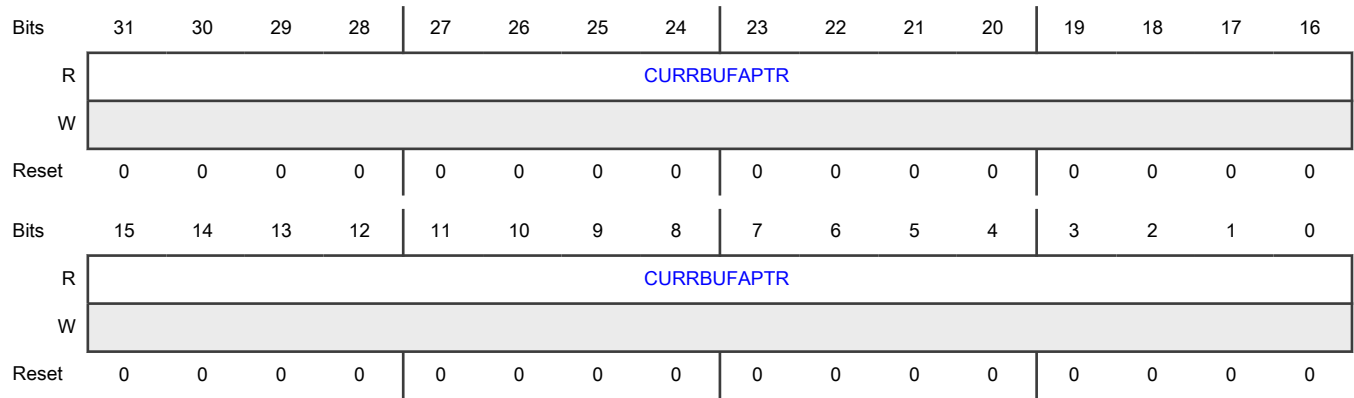 Bits 31 30 29 28 27 26 25 24 23 22 21 20 19 18 17 16
R CURRBUFAPTR
W
Reset 0 0 0 0 0 0 0 0 0 0 0 0 0 0 0 0
Bits 15 14 13 12 11 10 9 8 7 6 5 4 3 2 1 0
R CURRBUFAPTR
W
Reset 0 0 0 0 0 0 0 0 0 0 0 0 0 0 0 0